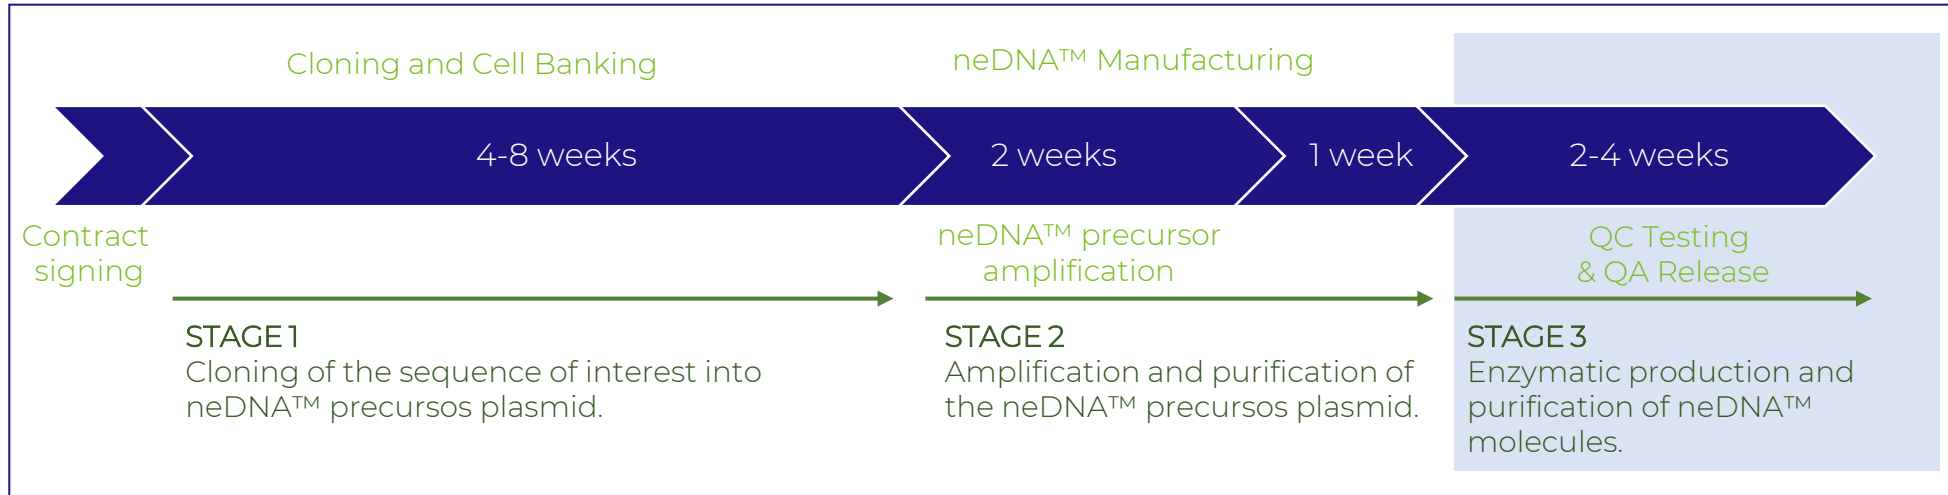 Cloning and Cell Banking
neDNA™ Manufacturing
4-8 weeks
2 weeks
1 week
2-4 weeks
Contract
signing
neDNA™ precursor
amplification
QC Testing
& QA Release
STAGE 1
Cloning of the sequence of interest into
neDNA™ precursos plasmid.
STAGE 2
Amplification and purification of
the neDNA™ precursos plasmid.
STAGE 3
Enzymatic production and
purification of neDNA™
molecules.